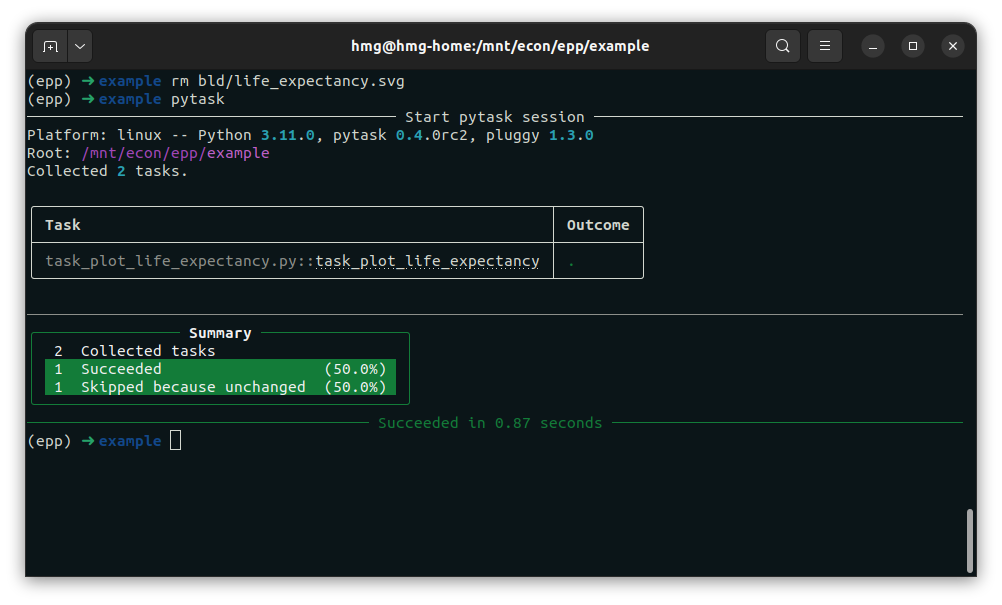 hmg@hmg-home:/mnt/econ/epp/example
(epp) ➜ example rm bld/life_expectancy.svg
(epp) ➜ example pytask
Start pytask session
Platform: linux -- Python 3.11.0, pytask 0.4.0rc2, pluggy 1.3.0
Root: /mnt/econ/epp/example
Collected 2 tasks.
Task Outcome
task_plot_life_expectancy.py::task_plot_life_expectancy .
Summary
2 Collected tasks
1 Succeeded (50.0%)
1 Skipped because unchanged (50.0%)
Succeeded in 0.87 seconds
(epp) ➜ example